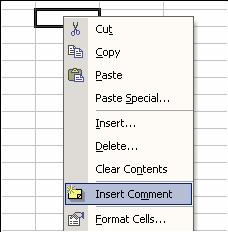 Cut
Copy
Paste
Paste Special...
Insert...
Delete...
Clear Contents
Insert Comment
Format Cells...